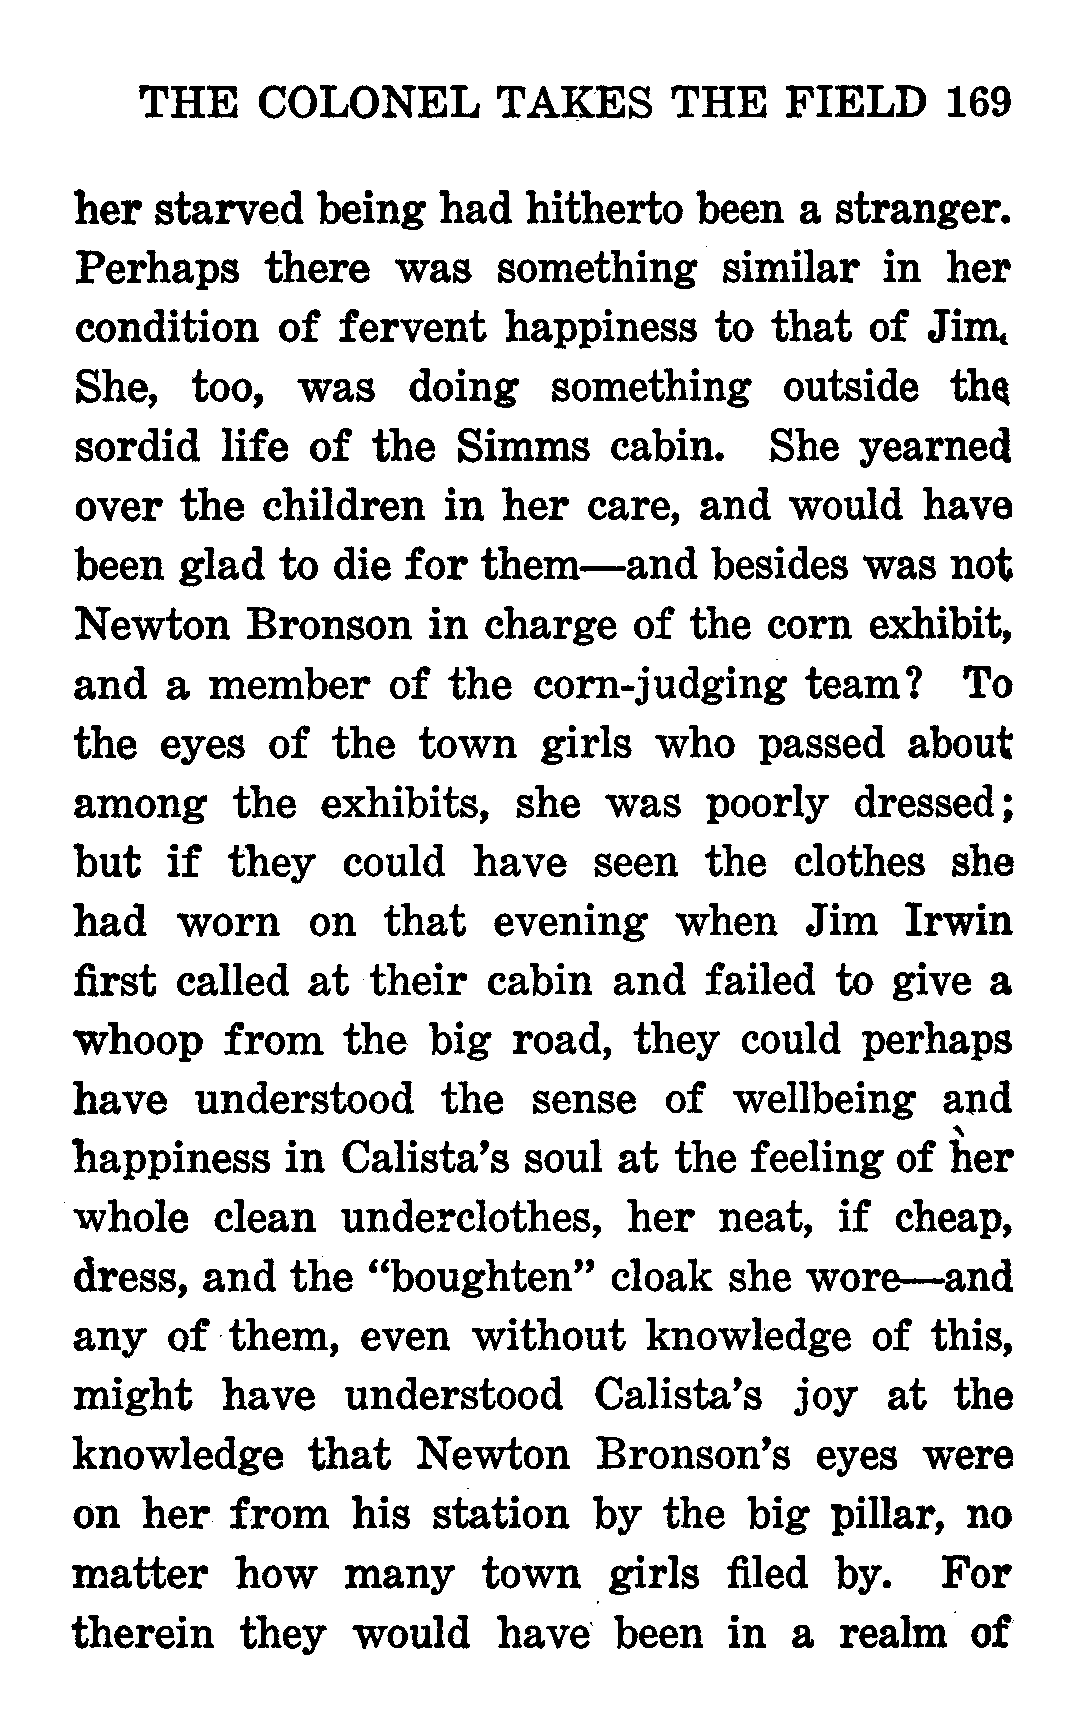 THE COLONEL TAKES THE FIELD 169
her starved being had hitherto been a stranger.
Perhaps there was something similar in her
condition of fervent happiness to that of Jim.
She, too, was doing something outside the
sordid life of the Simms cabin. She yearned
over the children in her care, and would have
been glad to die for them—and besides was not
Newton Bronson in charge of the corn exhibit,
and a member of the corn-judging team? To
the eyes of the town girls who passed about
among the exhibits, she was poorly dressed;
but if they could have seen the clothes she
had worn on that evening when Jim Irwin
first called at their cabin and failed to give a
whoop from the big road, they could perhaps
have understood the sense of wellbeing and
happiness in Calista's soul at the feeling of her
whole clean underclothes, her neat, if cheap,
dress, and the “boughten” cloak she wore—and
any of them, even without knowledge of this,
might have understood Calista's joy at the
knowledge that Newton Bronson's eyes were
on her from his station by the big pillar, no
matter how many town girls filed by. For
therein they would have been in a realm of